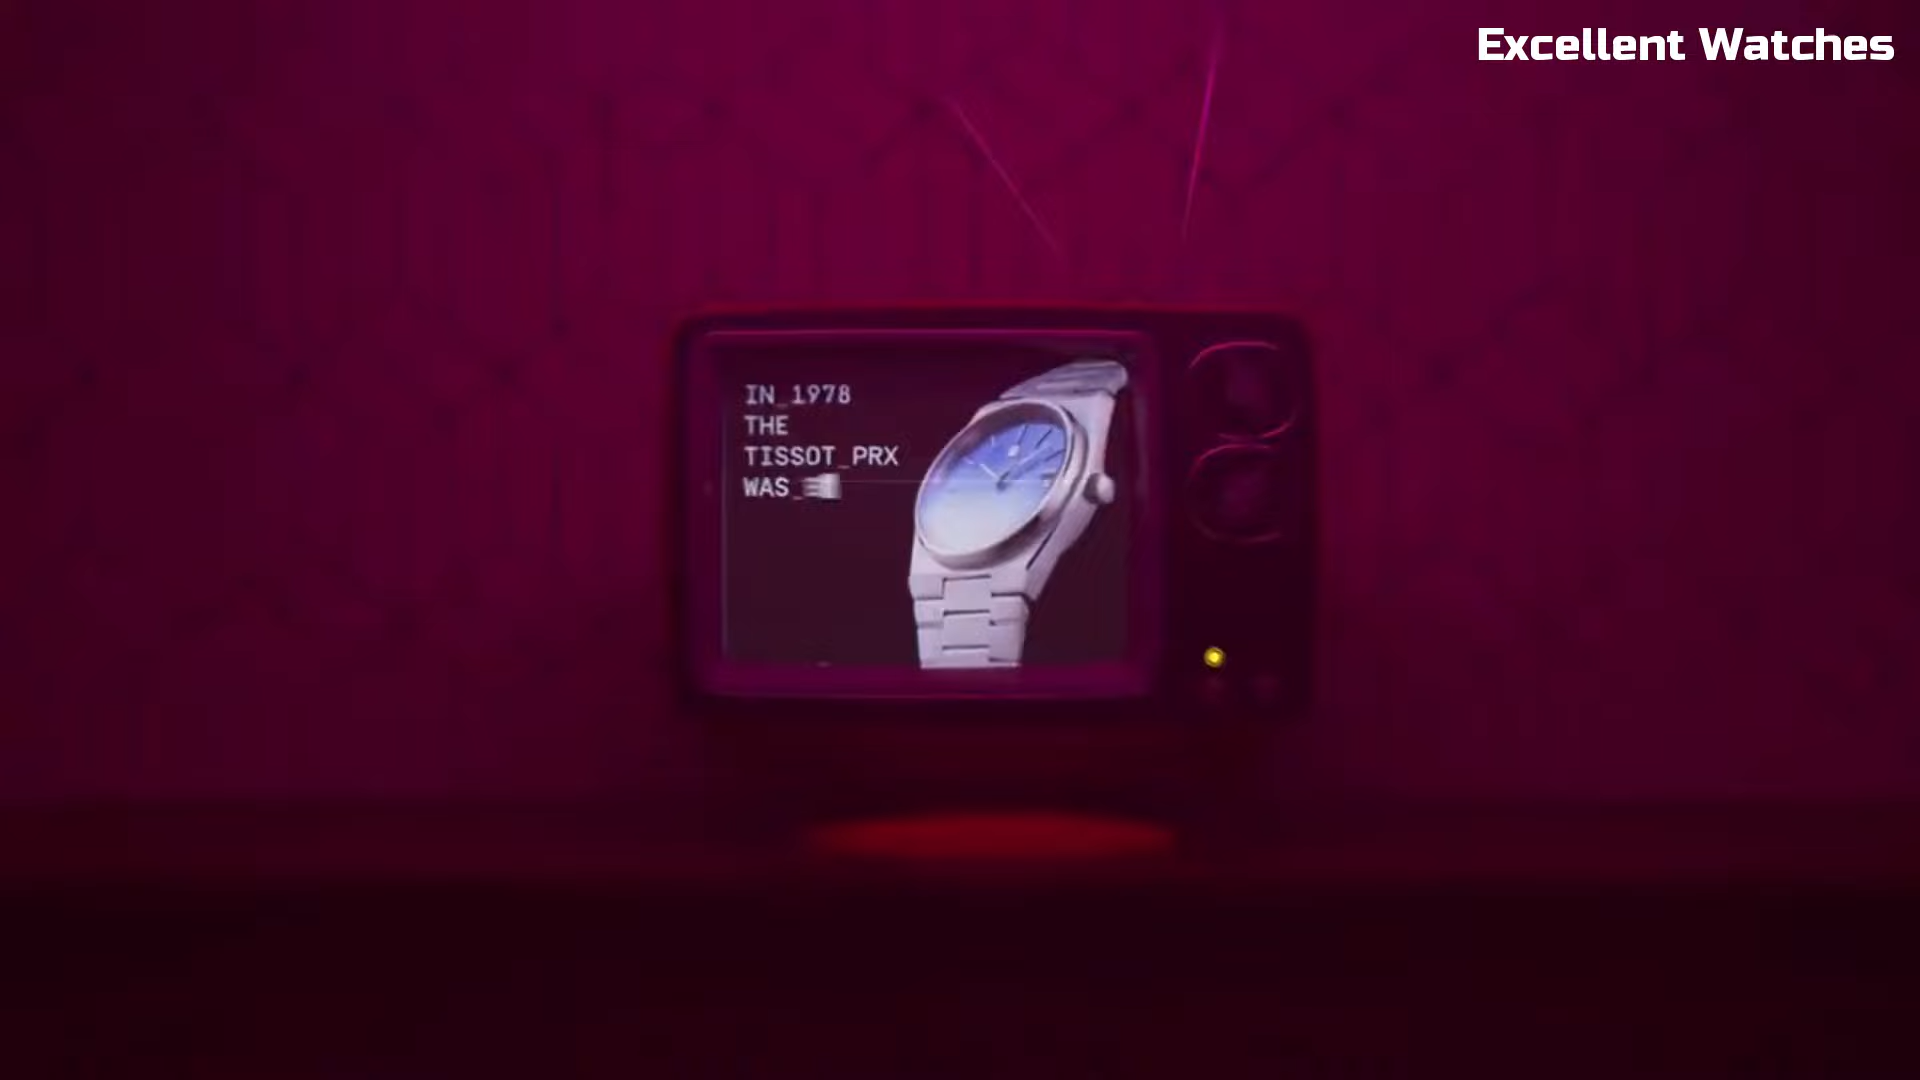 Excellent Watches
IN_1978
THE
TISSOT_PRX
WAS_